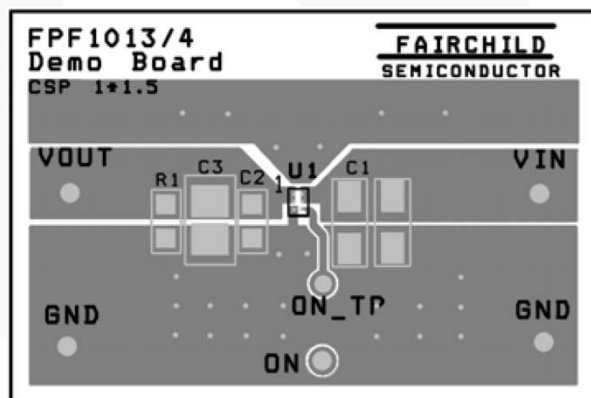 FPF1013/4
Demo Board
CSP 1*1.5
FAIRCHILD
SEMICONDUCTOR
VOUT
R1
C3
C2
1
U1
C1
VIN
ON_TP
GND
GND
ON